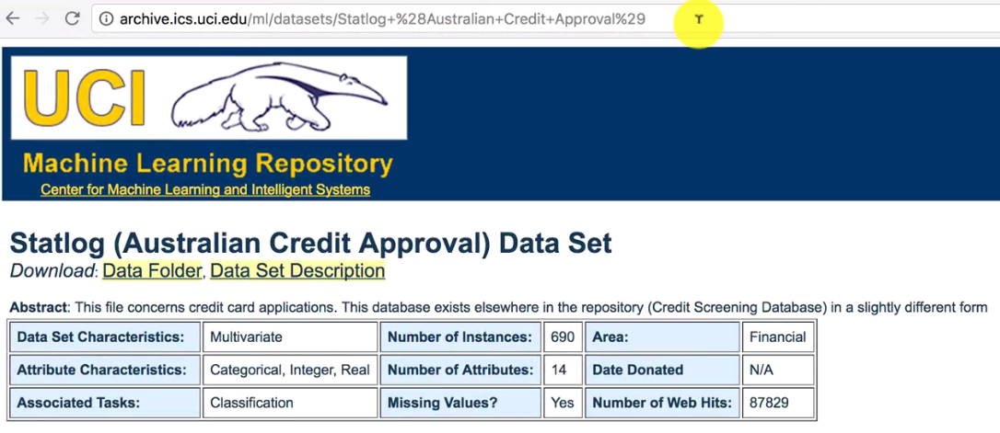 archive.ics.uci.edu/ml/datasets/Statlog+%28Australian+Credit+Approval%29
UCI
Machine Learning Repository
Center for Machine Learning and Intelligent Systems
Statlog (Australian Credit Approval) Data Set
Download: Data Folder, Data Set Description
Abstract: This file concerns credit card applications. This database exists elsewhere in the repository (Credit Screening Database) in a slightly different form
Data Set Characteristics: Multivariate Number of Instances: 690 Area: Financial
Attribute Characteristics: Categorical, Integer, Real Number of Attributes: 14 Date Donated N/A
Associated Tasks: Classification Missing Values? Yes Number of Web Hits: 87829